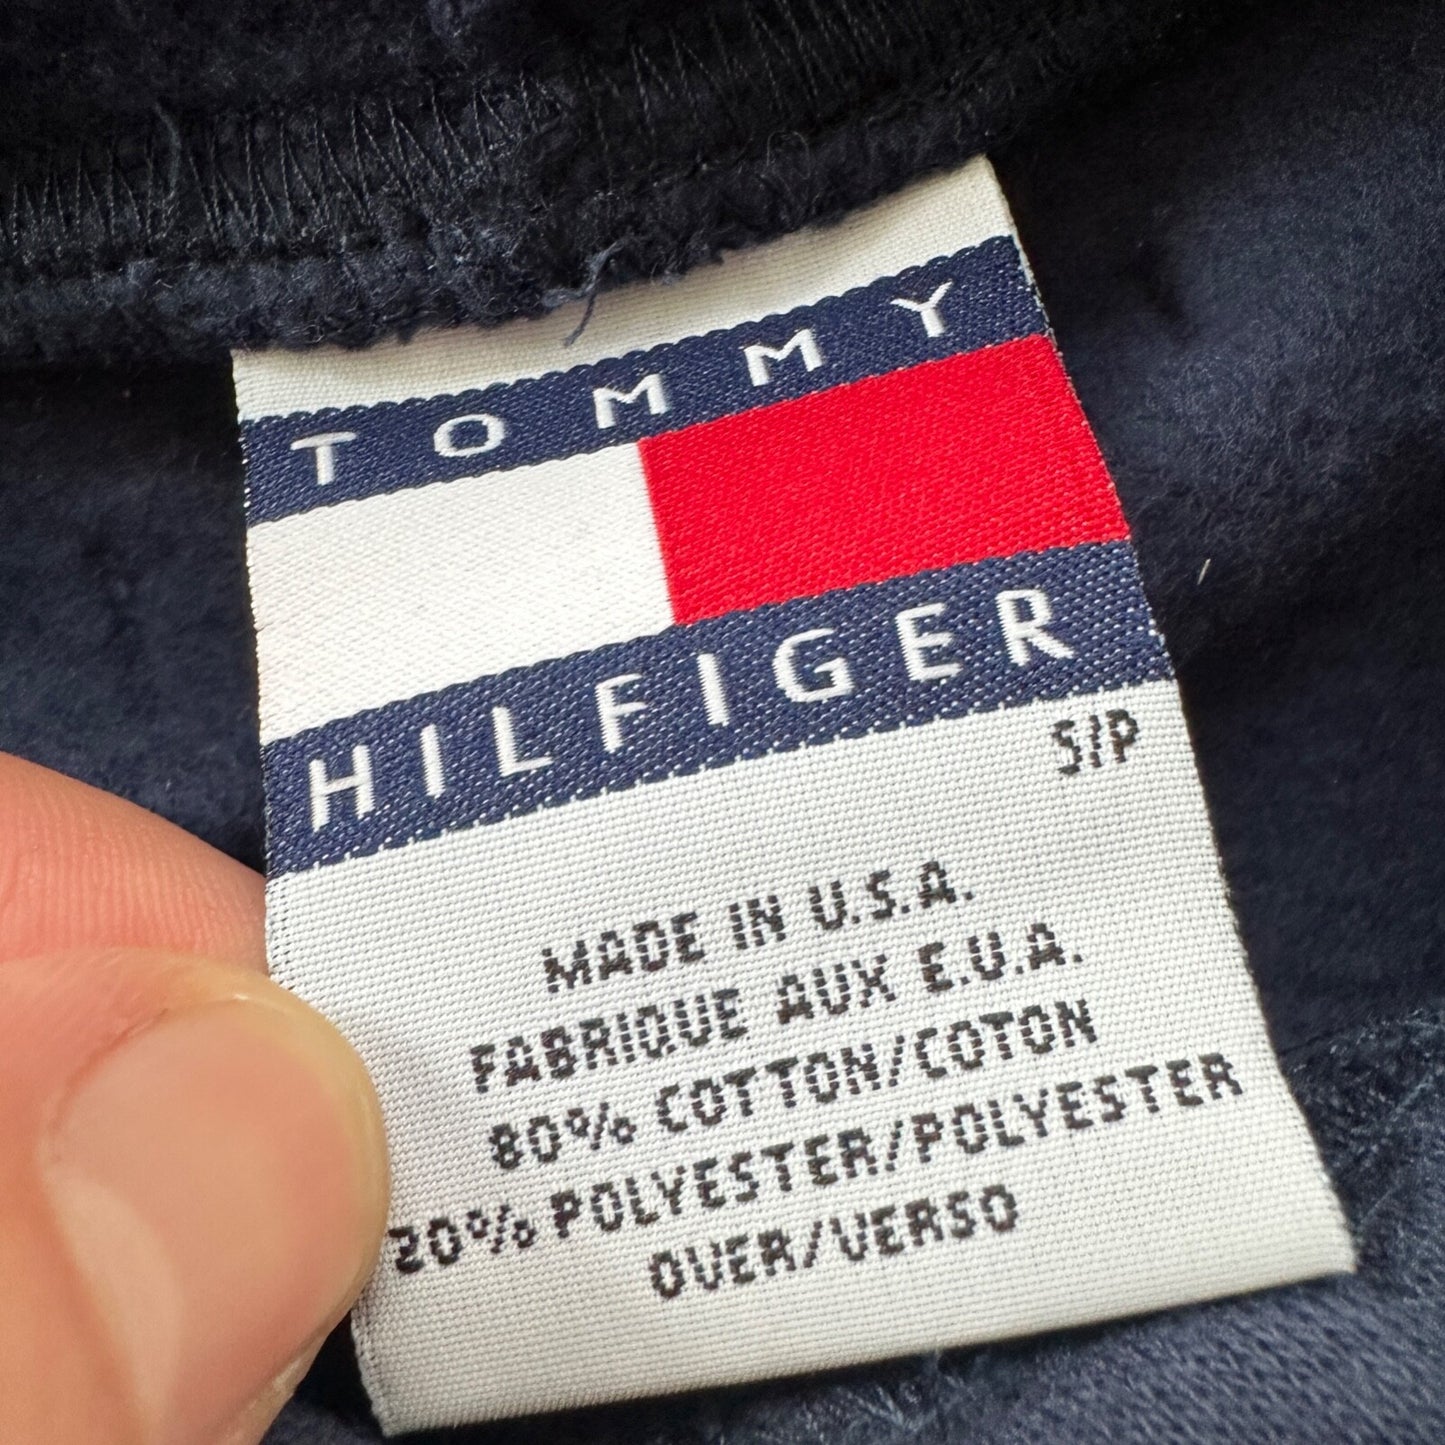 TOMMY
HILFIGER
S/P
MADE IN U.S.A.
FABRIQUE AUX E.U.A.
80% COTTON/COTON
20% POLYESTER/POLYESTER
OVER/VERSO